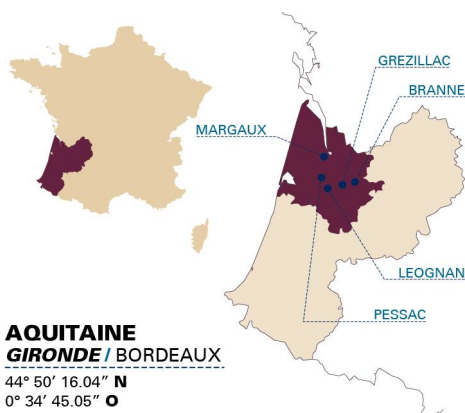 GREZILLAC
BRANNE
MARGAUX
LEOGNAN
PESSAC
AQUITAINE
GIRONDE / BORDEAUX
44° 50’ 16.04” N
0° 34’ 45.05” O